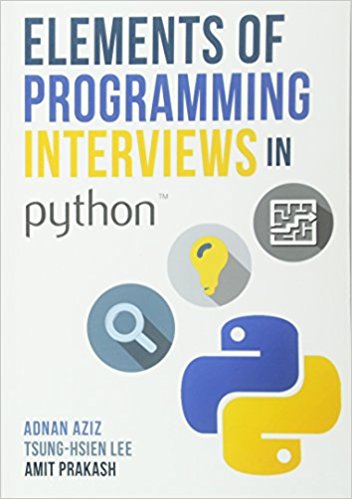 ELEMENTS OF
PROGRAMMING
INTERVIEWS IN
python™
ADNAN AZIZ
TSUNG-HSIEN LEE
AMIT PRAKASH